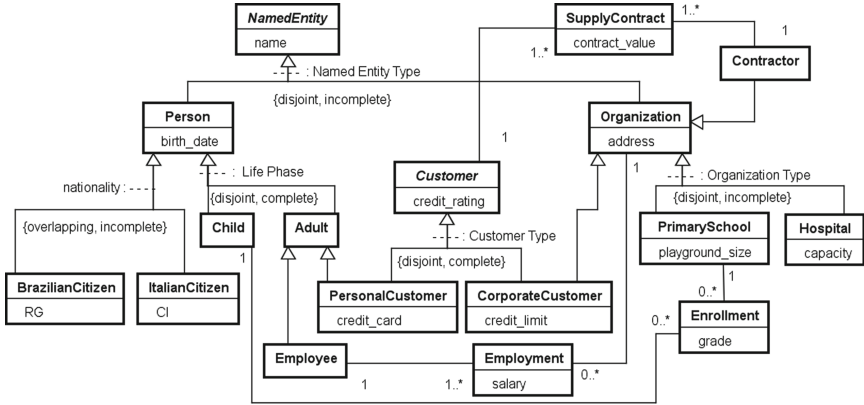 NamedEntity
name
SupplyContract
contract_value
1..*
1
1..*
Contractor
: Named Entity Type
{disjoint, incomplete}
Person
birth_date
Organization
address
1
1
nationality :
: Life Phase
{disjoint, complete}
Customer
credit_rating
: Organization Type
{disjoint, incomplete}
{overlapping, incomplete}
Child
1
Adult
: Customer Type
{disjoint, complete}
PrimarySchool
playground_size
Hospital
capacity
1
BrazilianCitizen
RG
ItalianCitizen
CI
PersonalCustomer
credit_card
CorporateCustomer
credit_limit
0..*
0..*
Enrollment
grade
Employee
1
1..*
Employment
salary
0..*